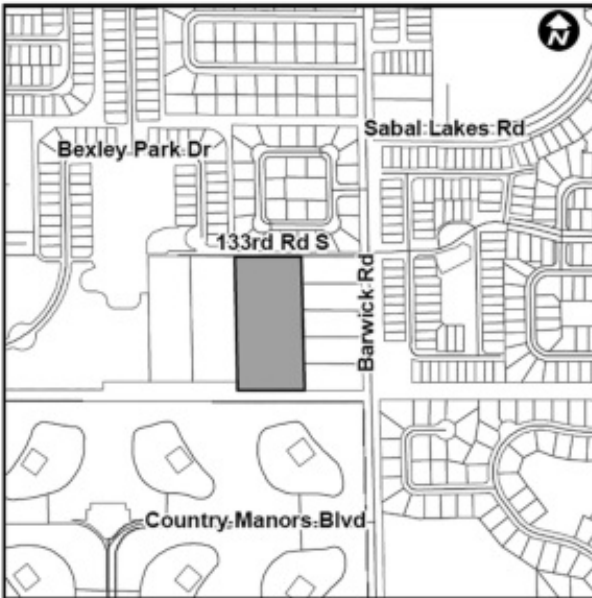 N
Sabal Lakes Rd
Bexley Park Dr
133rd Rd S
Barwick Rd
Country Manors Blvd